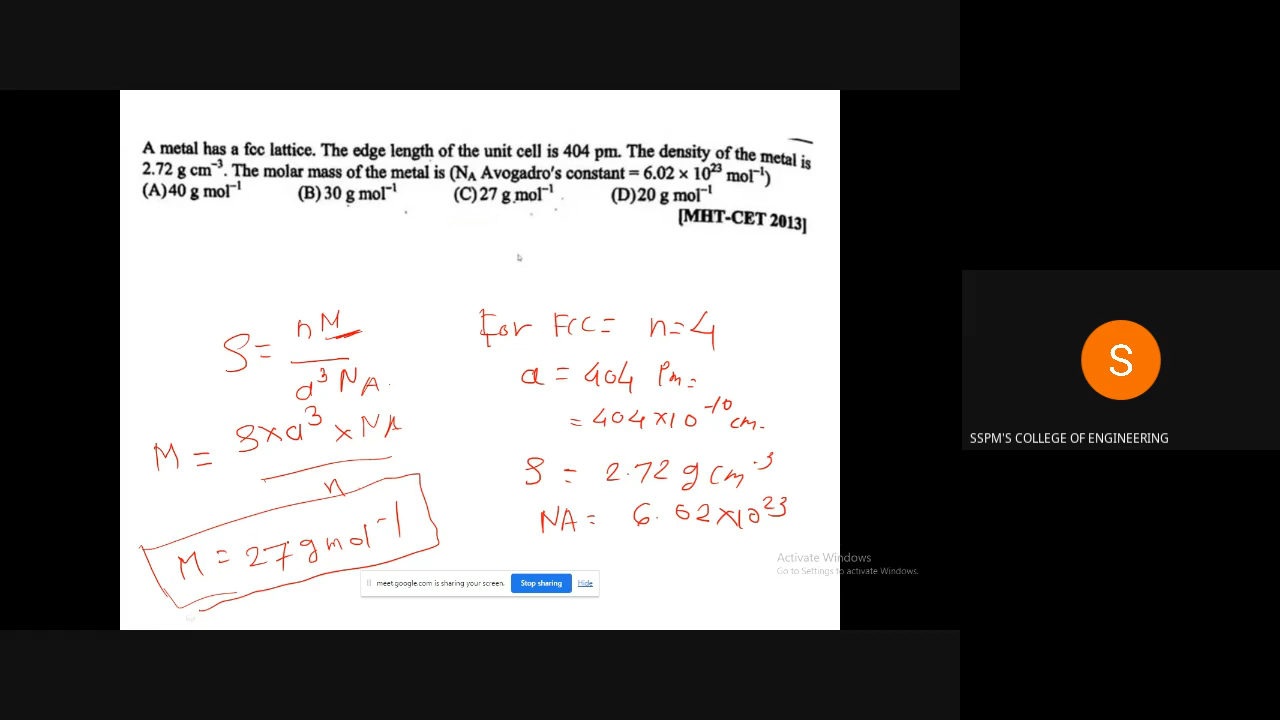 A metal has a fcc lattice. The edge length of the unit cell is 404 pm. The density of the metal is
2.72 g cm⁻³. The molar mass of the metal is (N_A Avogadro's constant = 6.02 × 10²³ mol⁻¹)
(A) 40 g mol⁻¹ (B) 30 g mol⁻¹ (C) 27 g mol⁻¹ (D) 20 g mol⁻¹
[MHT-CET 2013]
S = nM / a³ NA
M = S×a³ × NA / n
M = 27 g mol⁻¹
For FCC = n=4
a = 404 Pm =
= 404×10⁻¹⁰ cm.
S = 2.72 g cm⁻³
NA = 6.02×10²³
Activate Windows
Go to Settings to activate Windows.
meet.google.com is sharing your screen. Stop sharing Hide
S
SSPM'S COLLEGE OF ENGINEERING